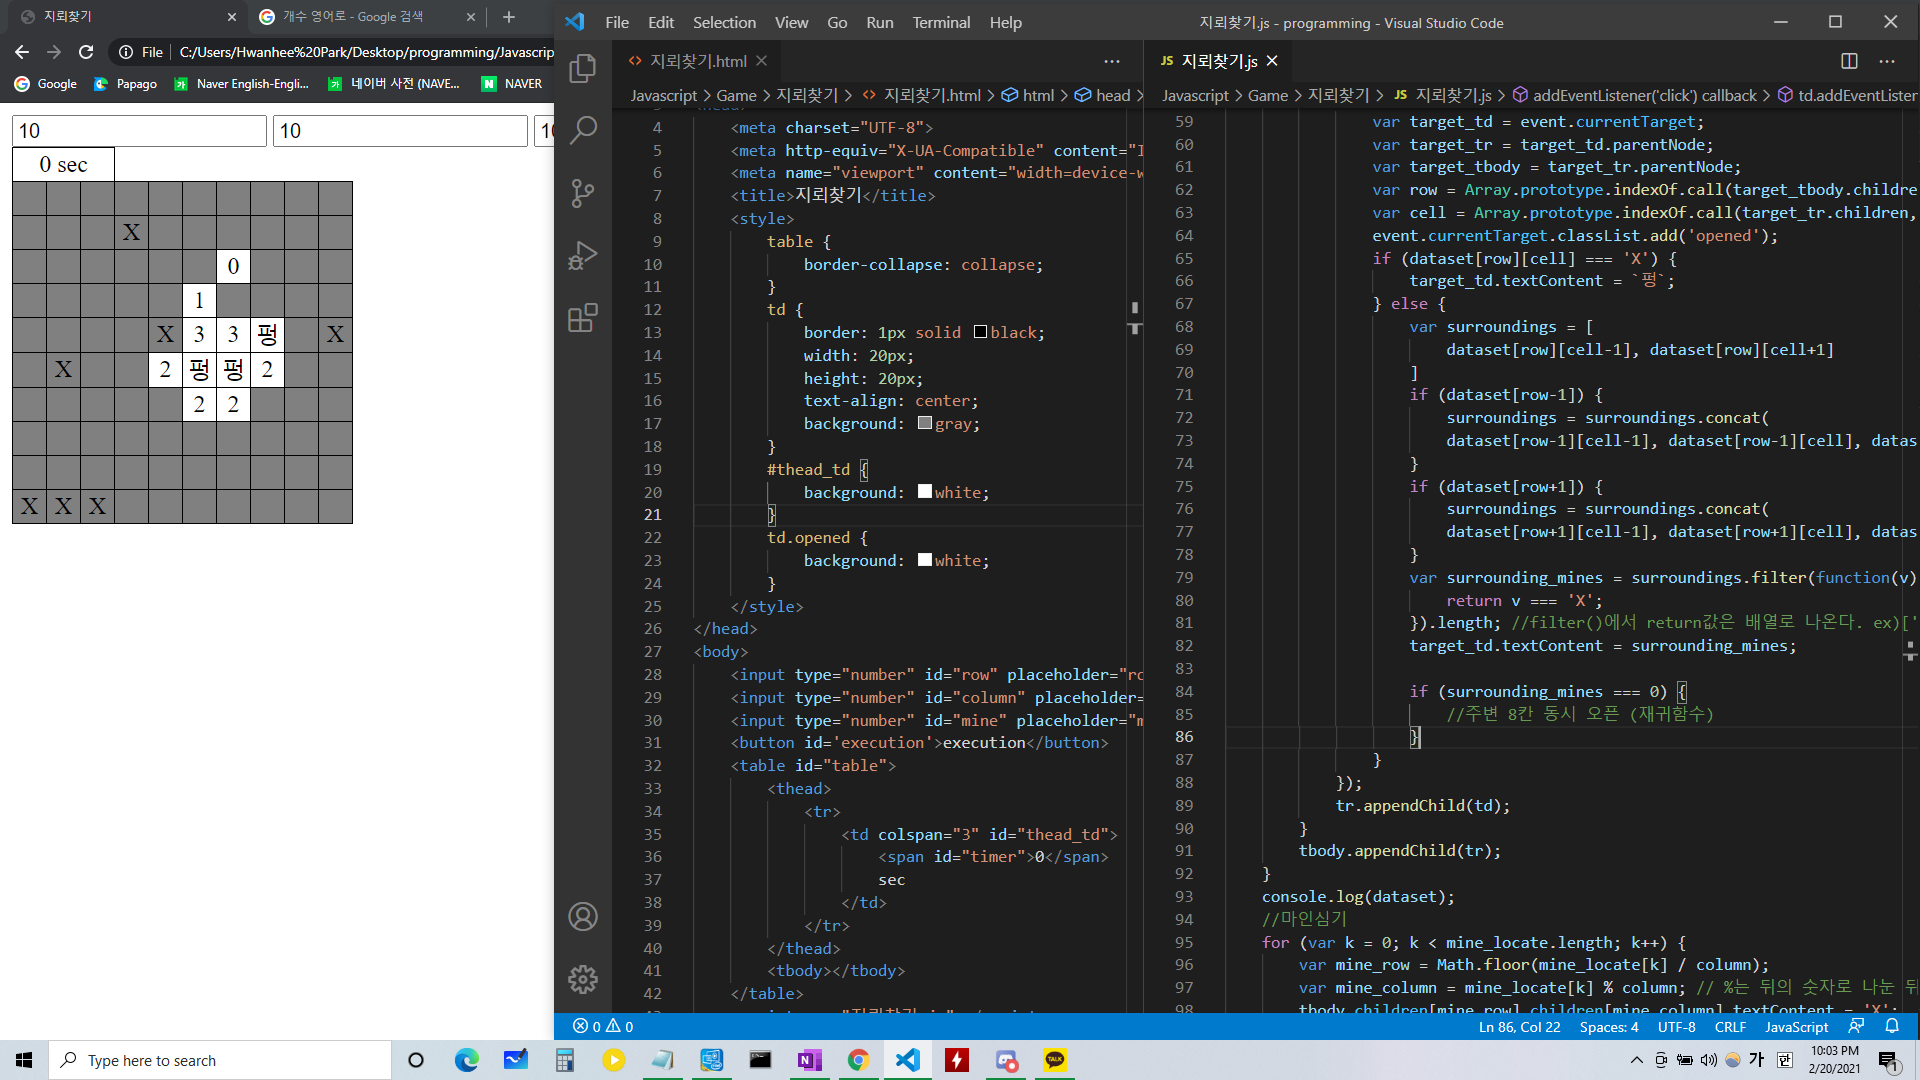 지뢰찾기
개수 영어로 - Google 검색
File
C:/Users/Hwanhee%20Park/Desktop/programming/Javascrip
Google
Papago
Naver English-Engli...
네이버 사전 (NAVE...
NAVER
10
10
10
0 sec
X
0
1
X 3 3 펑 X
X 2 펑 펑 2
2 2
X X X
File Edit Selection View Go Run Terminal Help
지뢰찾기.js - programming - Visual Studio Code
지뢰찾기.html
Javascript > Game > 지뢰찾기 > 지뢰찾기.html > html > head >
4 <meta charset="UTF-8">
5 <meta http-equiv="X-UA-Compatible" content="I
6 <meta name="viewport" content="width=device-w
7 <title>지뢰찾기</title>
8 <style>
9 table {
10 border-collapse: collapse;
11 }
12 td {
13 border: 1px solid black;
14 width: 20px;
15 height: 20px;
16 text-align: center;
17 background: gray;
18 }
19 #thead_td {
20 background: white;
21 }
22 td.opened {
23 background: white;
24 }
25 </style>
26 </head>
27 <body>
28 <input type="number" id="row" placeholder="ro
29 <input type="number" id="column" placeholder=
30 <input type="number" id="mine" placeholder="m
31 <button id='execution'>execution</button>
32 <table id="table">
33 <thead>
34 <tr>
35 <td colspan="3" id="thead_td">
36 <span id="timer">0</span>
37 sec
38 </td>
39 </tr>
40 </thead>
41 <tbody></tbody>
42 </table>
JS 지뢰찾기.js
Javascript > Game > 지뢰찾기 > JS 지뢰찾기.js > addEventListener('click') callback > td.addEventListen
59 var target_td = event.currentTarget;
60 var target_tr = target_td.parentNode;
61 var target_tbody = target_tr.parentNode;
62 var row = Array.prototype.indexOf.call(target_tbody.childre
63 var cell = Array.prototype.indexOf.call(target_tr.children,
64 event.currentTarget.classList.add('opened');
65 if (dataset[row][cell] === 'X') {
66 target_td.textContent = `펑`;
67 } else {
68 var surroundings = [
69 dataset[row][cell-1], dataset[row][cell+1]
70 ]
71 if (dataset[row-1]) {
72 surroundings = surroundings.concat(
73 dataset[row-1][cell-1], dataset[row-1][cell], datas
74 }
75 if (dataset[row+1]) {
76 surroundings = surroundings.concat(
77 dataset[row+1][cell-1], dataset[row+1][cell], datas
78 }
79 var surrounding_mines = surroundings.filter(function(v)
80 return v === 'X';
81 }).length; //filter()에서 return값은 배열로 나온다. ex)['
82 target_td.textContent = surrounding_mines;
83
84 if (surrounding_mines === 0) {
85 //주변 8칸 동시 오픈 (재귀함수)
86 }
87 }
88 });
89 tr.appendChild(td);
90 }
91 tbody.appendChild(tr);
92 }
93 console.log(dataset);
94 //마인심기
95 for (var k = 0; k < mine_locate.length; k++) {
96 var mine_row = Math.floor(mine_locate[k] / column);
97 var mine_column = mine_locate[k] % column; // %는 뒤의 숫자로 나눈 뒤
98 tbody.children[mine_row].children[mine_column].textContent = 'X';
0 0
Ln 86, Col 22 Spaces: 4 UTF-8 CRLF JavaScript
Type here to search
TALK
가
한
10:03 PM
2/20/2021
1